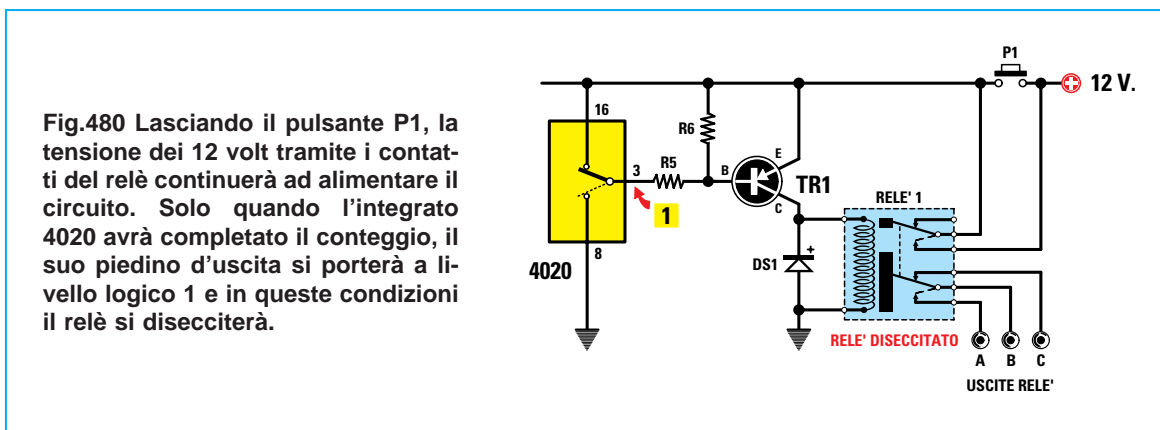 Fig.480 Lasciando il pulsante P1, la
tensione dei 12 volt tramite i contat-
ti del relè continuerà ad alimentare il
circuito. Solo quando l'integrato
4020 avrà completato il conteggio, il
suo piedino d'uscita si porterà a li-
vello logico 1 e in queste condizioni
il relè si disecciterà.
P1
12 V.
16
R6
3
R5
B
E
C
TR1
1
RELE' 1
8
4020
DS1
+
RELE' DISECCITATO
A B C
USCITE RELE'